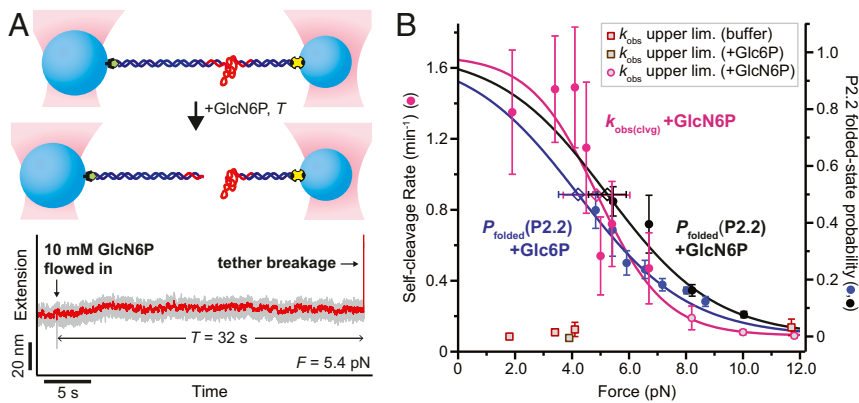 A
+GlcN6P, T
10 mM GlcN6P
flowed in
tether breakage
T = 32 s
F = 5.4 pN
Extension
20 nm
5 s
Time
B
kobs upper lim. (buffer)
kobs upper lim. (+Glc6P)
kobs upper lim. (+GlcN6P)
kobs(clvg) +GlcN6P
Pfolded(P2.2)
+Glc6P
Pfolded(P2.2)
+GlcN6P
Self-cleavage Rate (min⁻¹) (●)
1.6
1.2
0.8
0.4
0
0
2.0
4.0
6.0
8.0
10.0
12.0
Force (pN)
1.0
0.8
0.6
0.4
0.2
0
P2.2 folded-state probability (●,●)